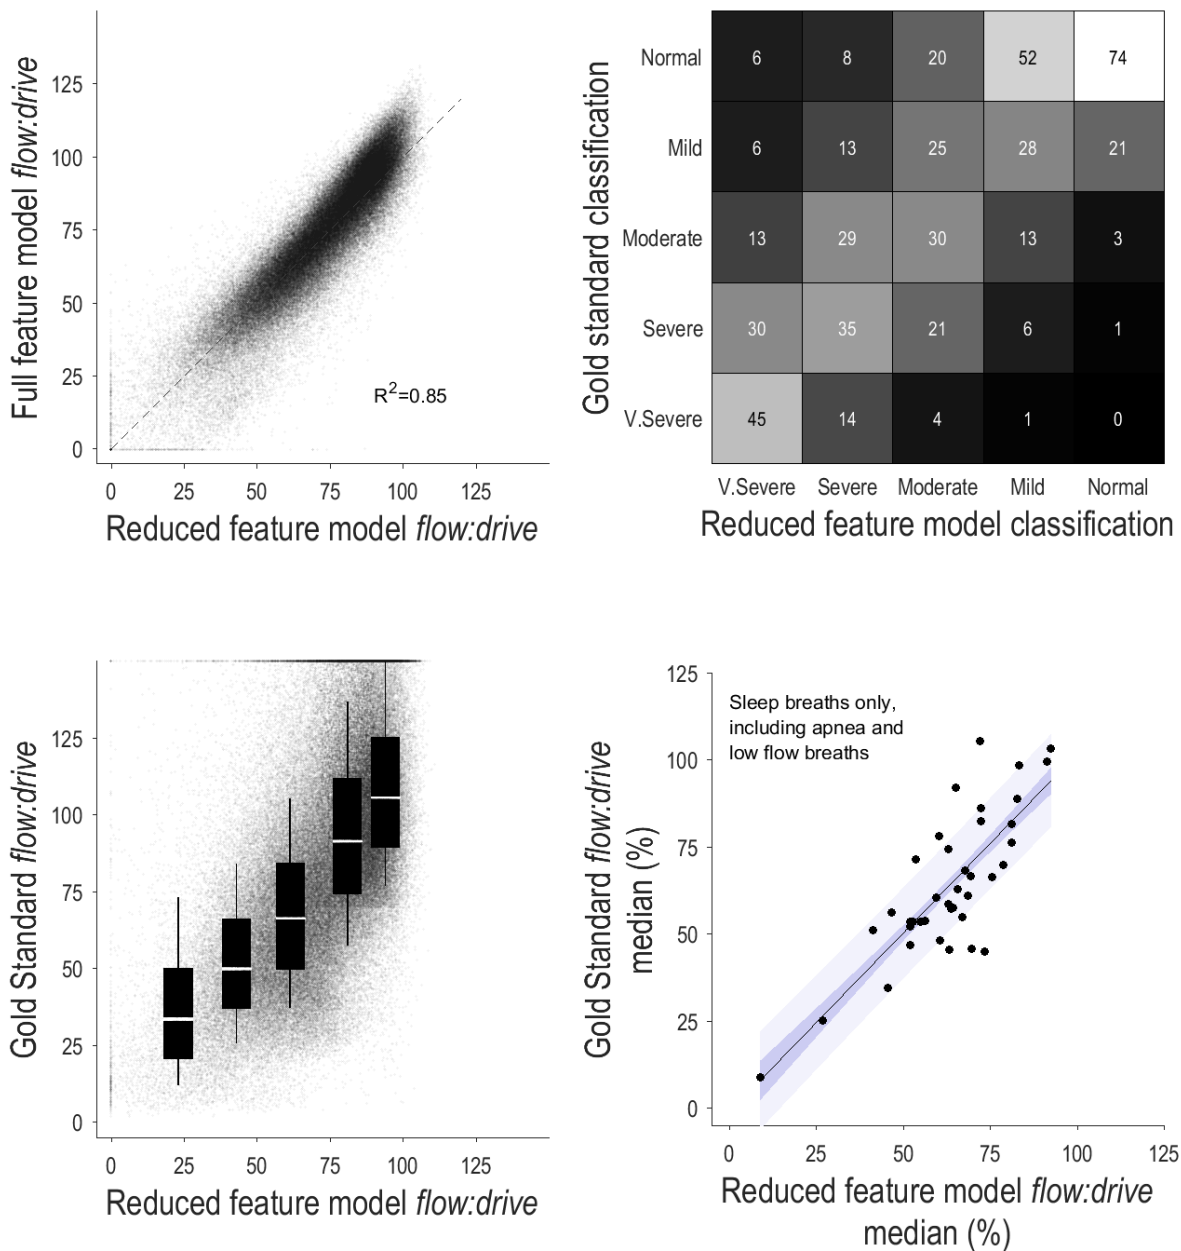 Full feature model flow:drive
125
100
75
50
25
0
R2=0.85
0 25 50 75 100 125
Reduced feature model flow:drive
Gold standard classification
Normal 6 8 20 52 74
Mild 6 13 25 28 21
Moderate 13 29 30 13 3
Severe 30 35 21 6 1
V.Severe 45 14 4 1 0
V.Severe Severe Moderate Mild Normal
Reduced feature model classification
Gold Standard flow:drive
125
100
75
50
25
0
0 25 50 75 100 125
Reduced feature model flow:drive
Gold Standard flow:drive
median (%)
125
100
75
50
25
0
Sleep breaths only,
including apnea and
low flow breaths
0 25 50 75 100 125
Reduced feature model flow:drive
median (%)